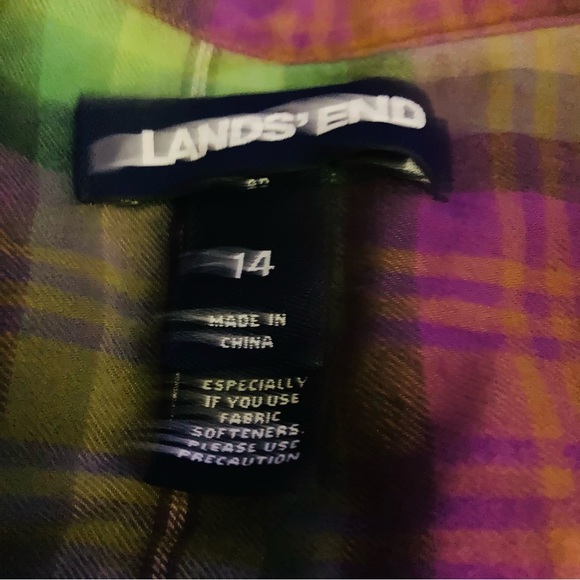 LANDS' END
14
MADE IN
CHINA
ESPECIALLY
IF YOU USE
FABRIC
SOFTENERS.
PLEASE USE
PRECAUTION